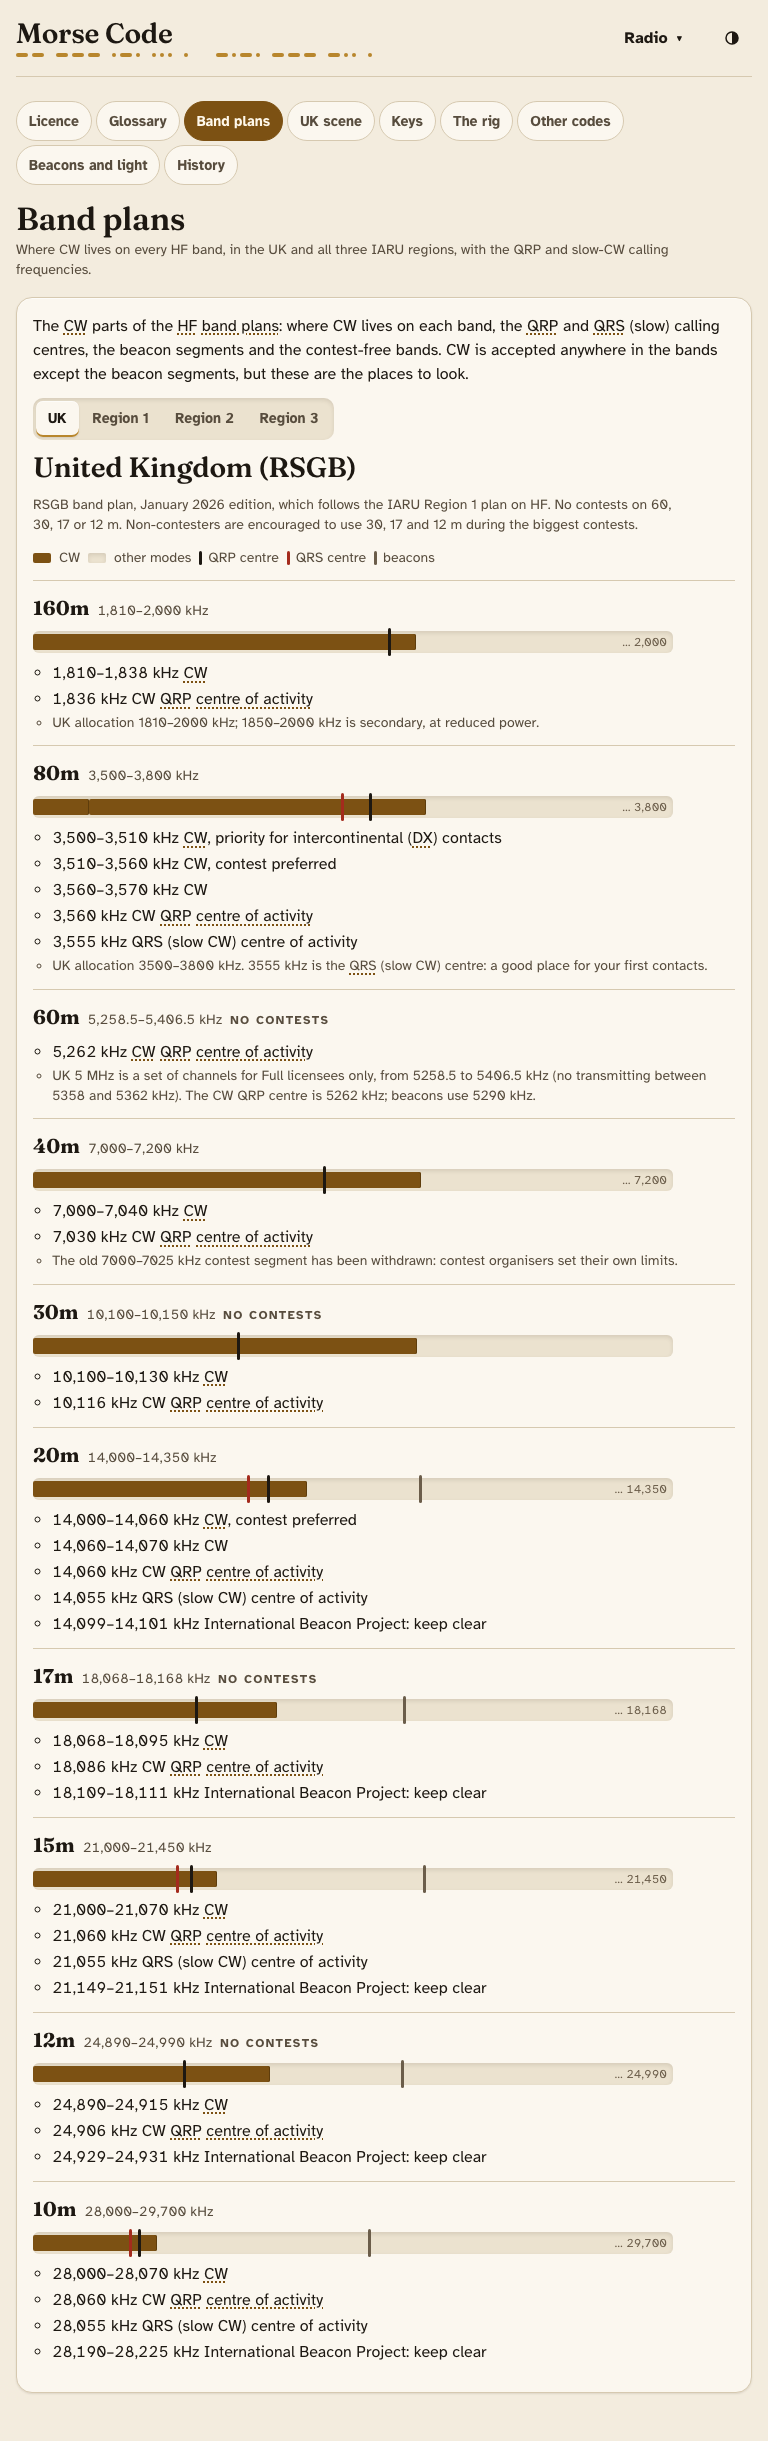 Morse Code
Radio ▾
Licence
Glossary
Band plans
UK scene
Keys
The rig
Other codes
Beacons and light
History
Band plans
Where CW lives on every HF band, in the UK and all three IARU regions, with the QRP and slow-CW calling
frequencies.
The CW parts of the HF band plans: where CW lives on each band, the QRP and QRS (slow) calling
centres, the beacon segments and the contest-free bands. CW is accepted anywhere in the bands
except the beacon segments, but these are the places to look.
UK
Region 1
Region 2
Region 3
United Kingdom (RSGB)
RSGB band plan, January 2026 edition, which follows the IARU Region 1 plan on HF. No contests on 60,
30, 17 or 12 m. Non-contesters are encouraged to use 30, 17 and 12 m during the biggest contests.
CW other modes QRP centre QRS centre beacons
160m 1,810–2,000 kHz
... 2,000
1,810–1,838 kHz CW
1,836 kHz CW QRP centre of activity
UK allocation 1810–2000 kHz; 1850–2000 kHz is secondary, at reduced power.
80m 3,500–3,800 kHz
... 3,800
3,500–3,510 kHz CW, priority for intercontinental (DX) contacts
3,510–3,560 kHz CW, contest preferred
3,560–3,570 kHz CW
3,560 kHz CW QRP centre of activity
3,555 kHz QRS (slow CW) centre of activity
UK allocation 3500–3800 kHz. 3555 kHz is the QRS (slow CW) centre: a good place for your first contacts.
60m 5,258.5–5,406.5 kHz NO CONTESTS
5,262 kHz CW QRP centre of activity
UK 5 MHz is a set of channels for Full licensees only, from 5258.5 to 5406.5 kHz (no transmitting between
5358 and 5362 kHz). The CW QRP centre is 5262 kHz; beacons use 5290 kHz.
40m 7,000–7,200 kHz
... 7,200
7,000–7,040 kHz CW
7,030 kHz CW QRP centre of activity
The old 7000–7025 kHz contest segment has been withdrawn: contest organisers set their own limits.
30m 10,100–10,150 kHz NO CONTESTS
10,100–10,130 kHz CW
10,116 kHz CW QRP centre of activity
20m 14,000–14,350 kHz
... 14,350
14,000–14,060 kHz CW, contest preferred
14,060–14,070 kHz CW
14,060 kHz CW QRP centre of activity
14,055 kHz QRS (slow CW) centre of activity
14,099–14,101 kHz International Beacon Project: keep clear
17m 18,068–18,168 kHz NO CONTESTS
... 18,168
18,068–18,095 kHz CW
18,086 kHz CW QRP centre of activity
18,109–18,111 kHz International Beacon Project: keep clear
15m 21,000–21,450 kHz
... 21,450
21,000–21,070 kHz CW
21,060 kHz CW QRP centre of activity
21,055 kHz QRS (slow CW) centre of activity
21,149–21,151 kHz International Beacon Project: keep clear
12m 24,890–24,990 kHz NO CONTESTS
... 24,990
24,890–24,915 kHz CW
24,906 kHz CW QRP centre of activity
24,929–24,931 kHz International Beacon Project: keep clear
10m 28,000–29,700 kHz
... 29,700
28,000–28,070 kHz CW
28,060 kHz CW QRP centre of activity
28,055 kHz QRS (slow CW) centre of activity
28,190–28,225 kHz International Beacon Project: keep clear